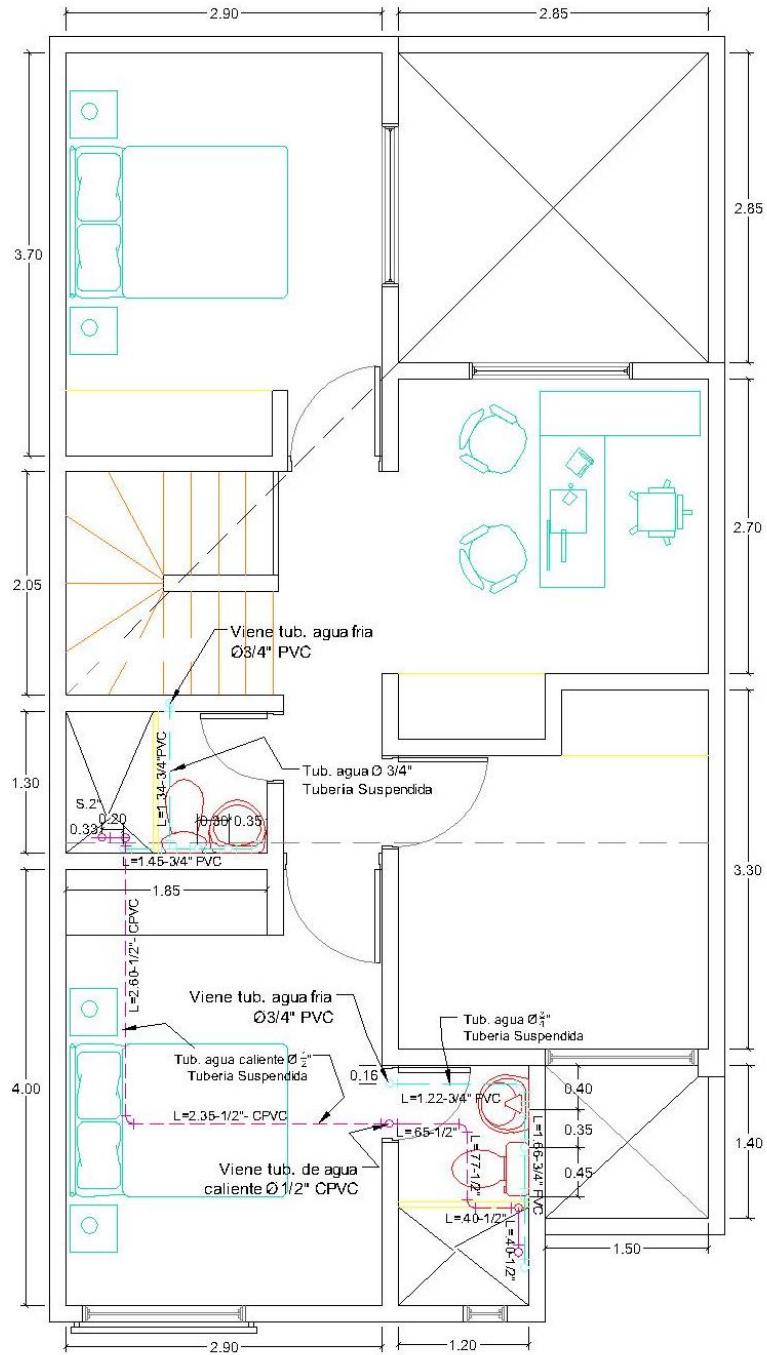 2.90
2.85
3.70
2.85
2.70
2.05
Viene tub. agua fria
Ø3/4" PVC
1.30
L=1.34-3/4"PVC
Tub. agua Ø 3/4"
Tuberia Suspendida
S.2"
0.20
0.33
0.30
0.35
L=1.45-3/4" PVC
1.85
3.30
L=2.60-1/2"- CPVC
Viene tub. agua fria
Ø3/4" PVC
Tub. agua Ø3/4"
Tuberia Suspendida
Tub. agua caliente Ø1/2"
Tuberia Suspendida
0.16
4.00
L=1.22-3/4" PVC
0.40
0.35
0.45
1.40
L=2.35-1/2"- CPVC
L=.65-1/2"
L=.77-1/2"
L=1.66-3/4" PVC
Viene tub. de agua
caliente Ø1/2" CPVC
L=.40-1/2"
L=.40-1/2"
1.50
2.90
1.20